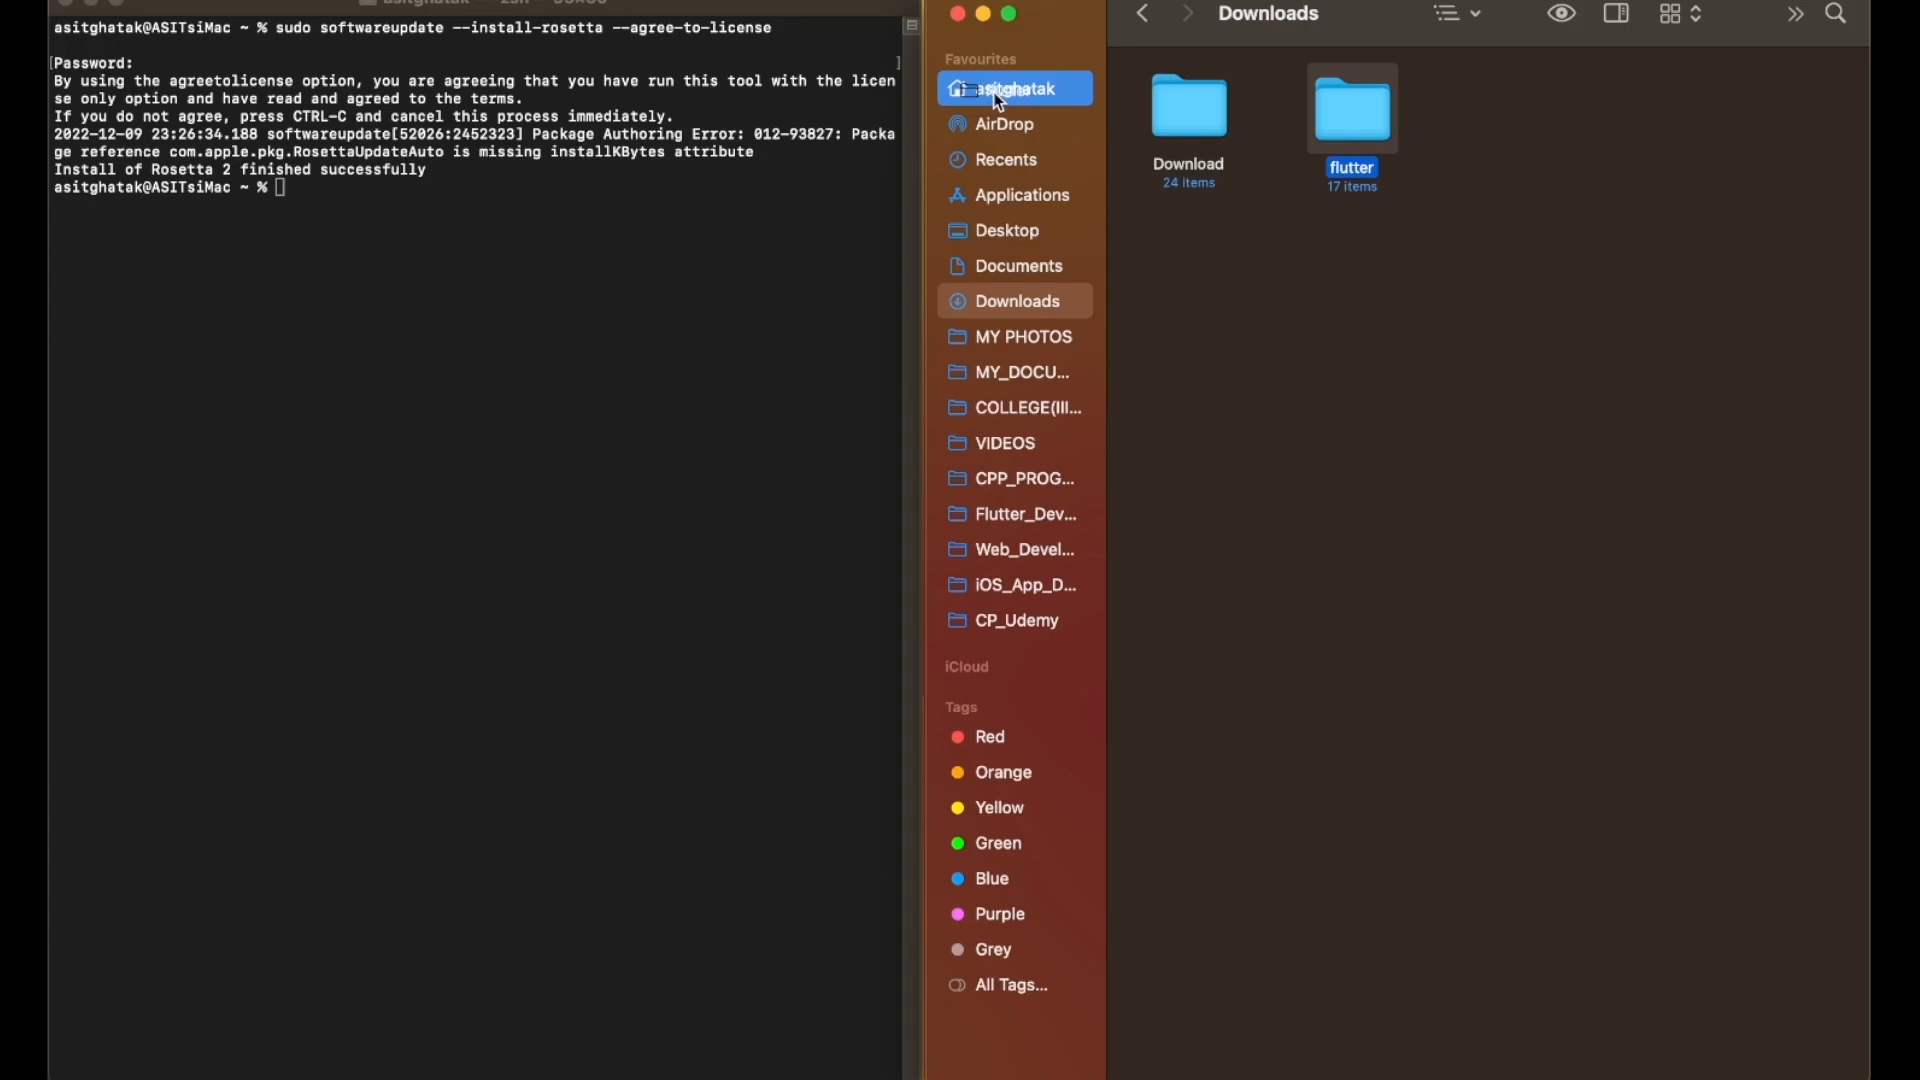 asitghatak@ASITsiMac ~ % sudo softwareupdate --install-rosetta --agree-to-license
[Password: ]
By using the agreetolicense option, you are agreeing that you have run this tool with the licen
se only option and have read and agreed to the terms.
If you do not agree, press CTRL-C and cancel this process immediately.
2022-12-09 23:26:34.188 softwareupdate[52026:2452323] Package Authoring Error: 012-93827: Packa
ge reference com.apple.pkg.RosettaUpdateAuto is missing installKBytes attribute
Install of Rosetta 2 finished successfully
asitghatak@ASITsiMac ~ %
Favourites
asitghatak
AirDrop
Recents
Applications
Desktop
Documents
Downloads
MY PHOTOS
MY_DOCU...
COLLEGE(III...
VIDEOS
CPP_PROG...
Flutter_Dev...
Web_Devel...
iOS_App_D...
CP_Udemy
iCloud
Tags
Red
Orange
Yellow
Green
Blue
Purple
Grey
All Tags...
Downloads
Download
24 items
flutter
17 items